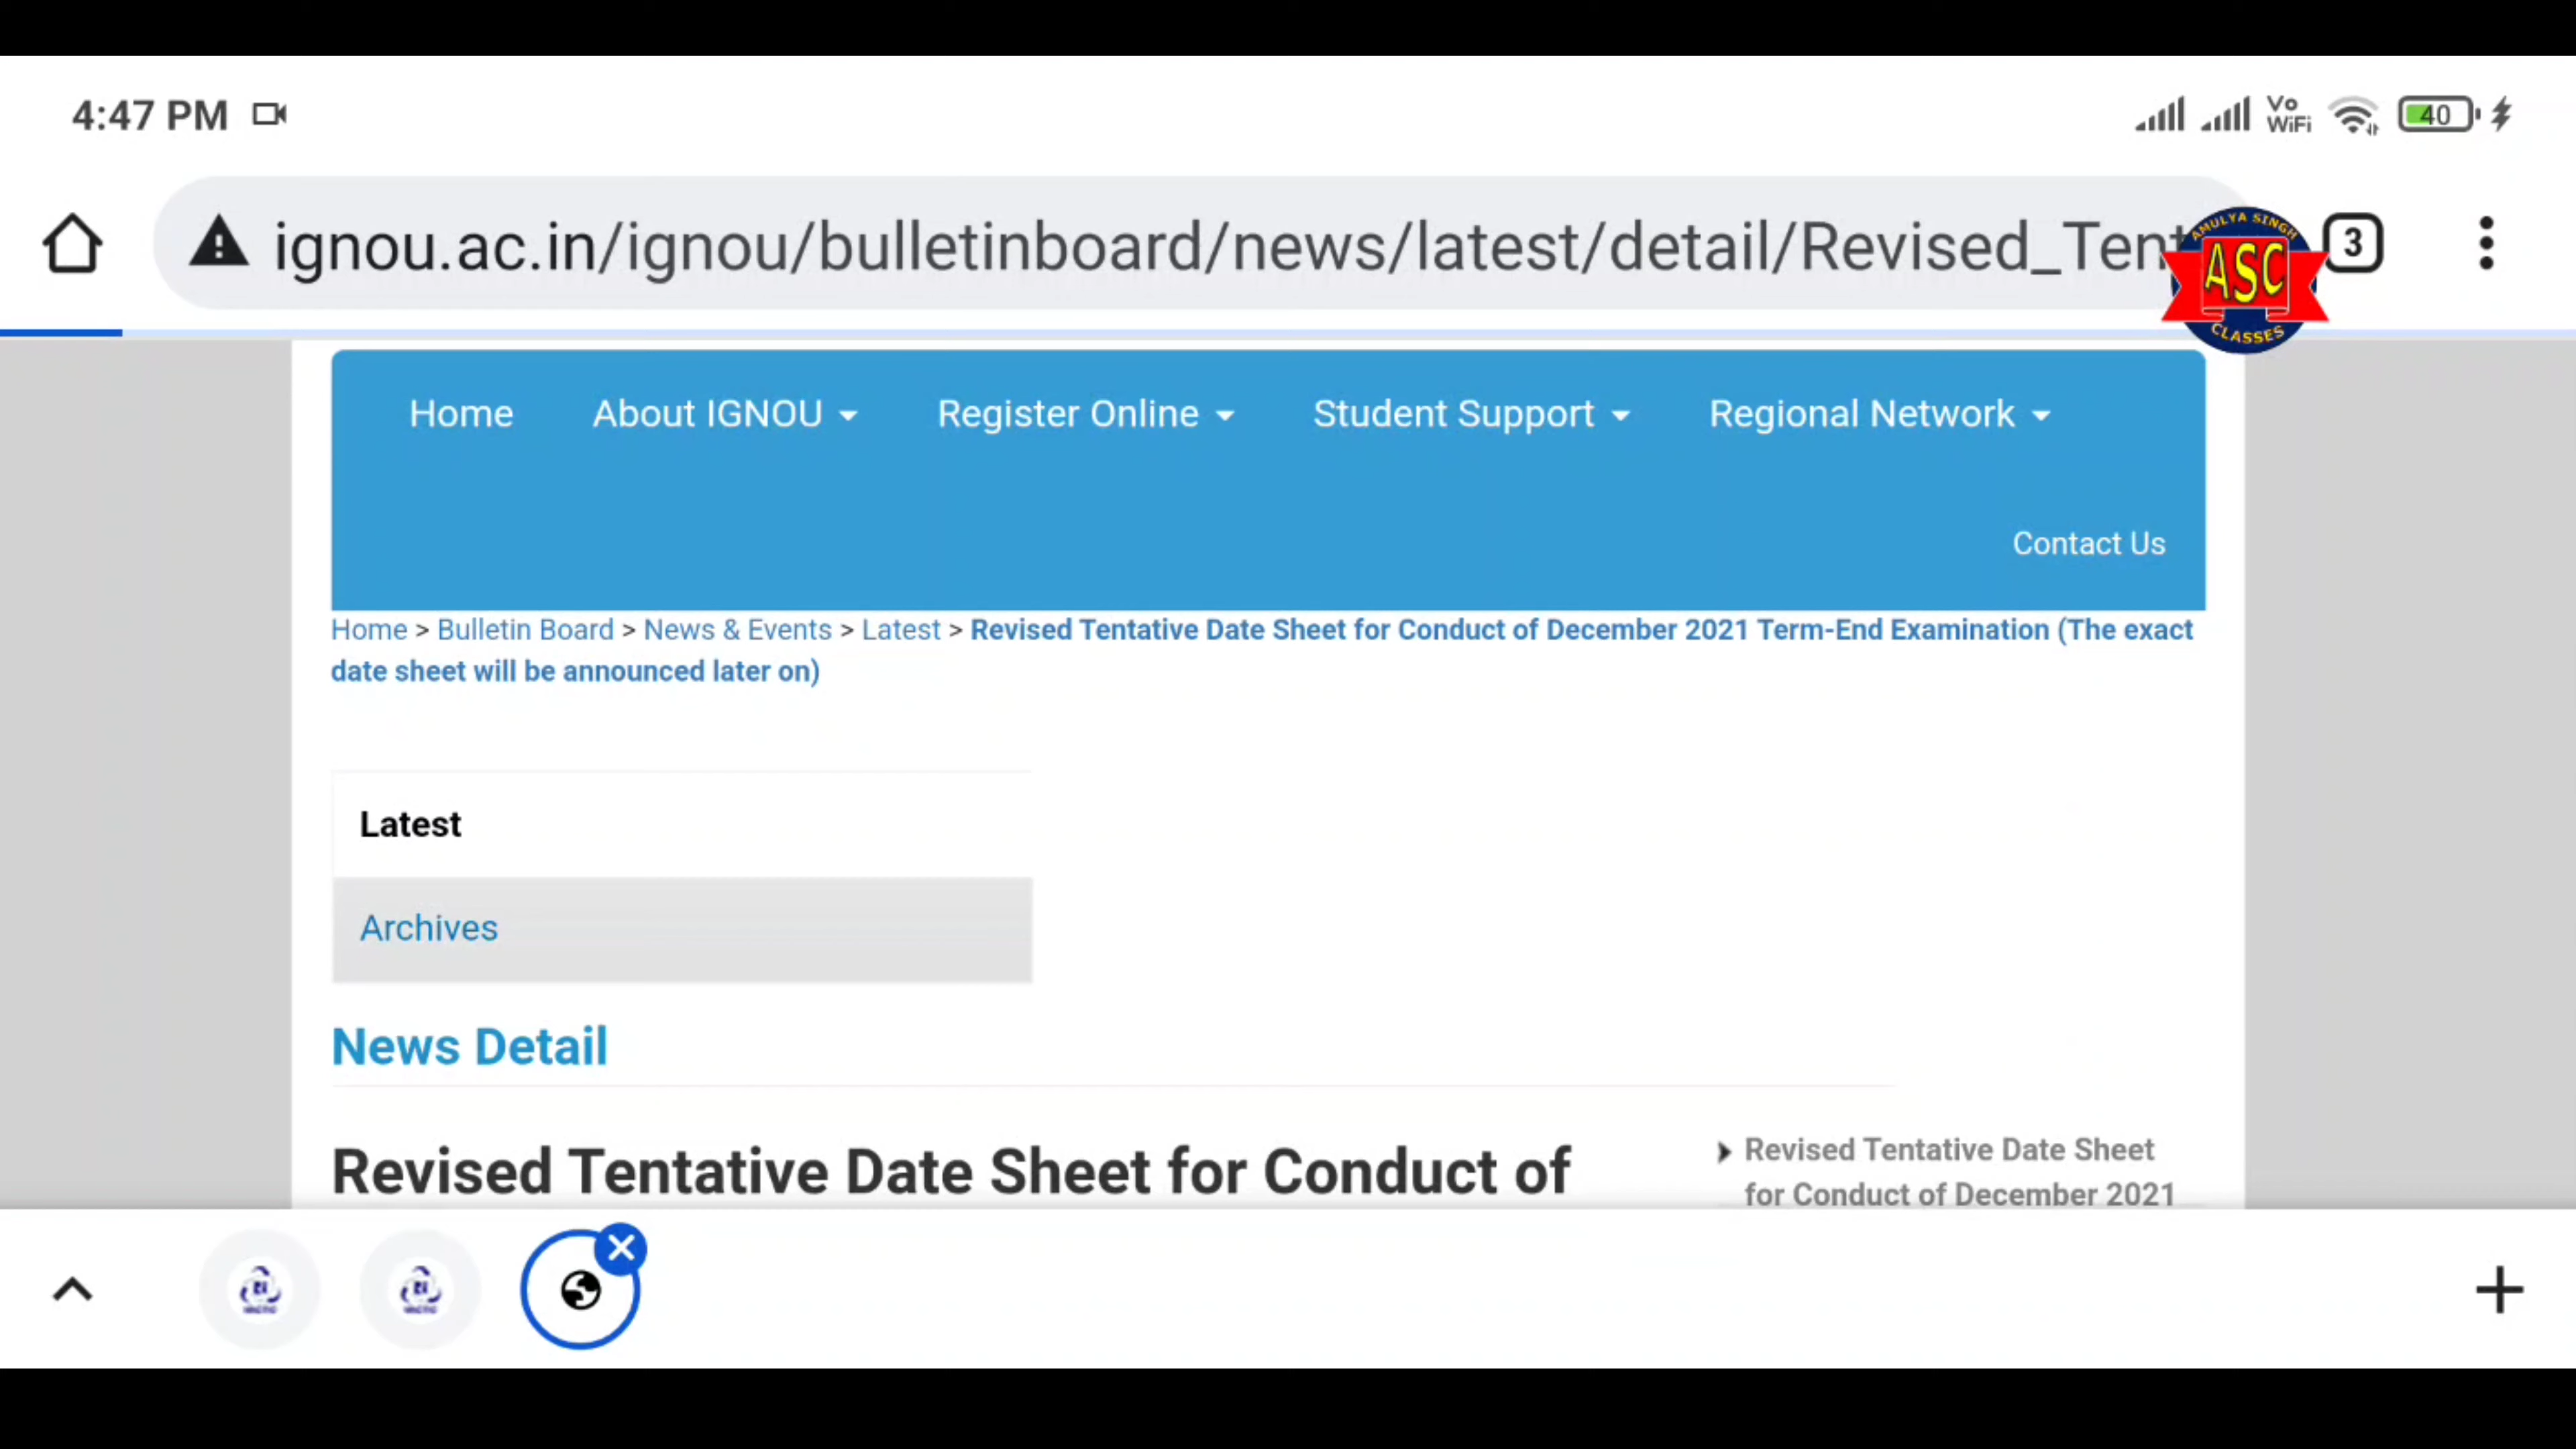 4:47 PM
Vo
WiFi
40
ignou.ac.in/ignou/bulletinboard/news/latest/detail/Revised_Tent
3
AMULYA SINGH
ASC
CLASSES
Home About IGNOU Register Online Student Support Regional Network
Contact Us
Home > Bulletin Board > News & Events > Latest > Revised Tentative Date Sheet for Conduct of December 2021 Term-End Examination (The exact
date sheet will be announced later on)
Latest
Archives
News Detail
Revised Tentative Date Sheet for Conduct of
Revised Tentative Date Sheet
for Conduct of December 2021